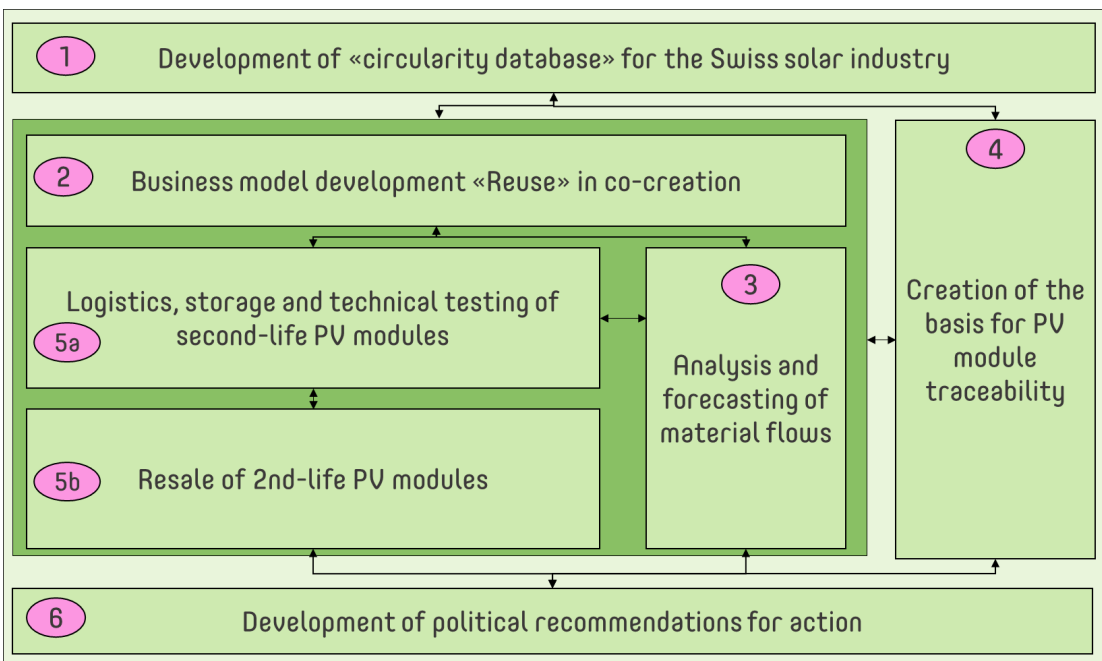 1
Development of «circularity database» for the Swiss solar industry
2
Business model development «Reuse» in co-creation
Logistics, storage and technical testing of
second-life PV modules
5a
5b
Resale of 2nd-life PV modules
3
Analysis and
forecasting of
material flows
4
Creation of the
basis for PV
module
traceability
6
Development of political recommendations for action